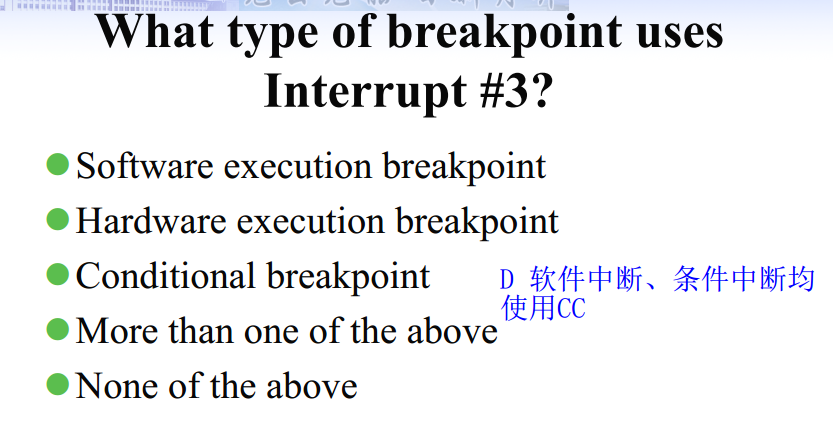 What type of breakpoint uses
Interrupt #3?
Software execution breakpoint
Hardware execution breakpoint
Conditional breakpoint
D 软件中断、条件中断均
使用CC
More than one of the above
None of the above